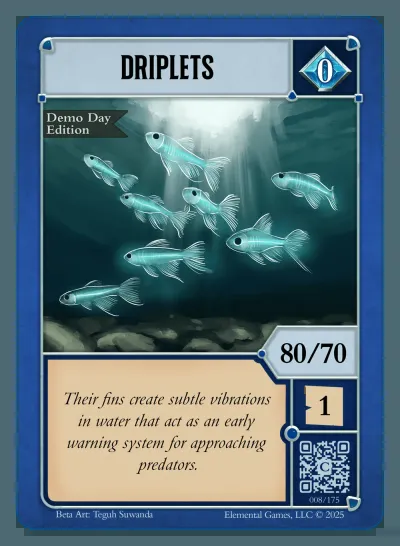 DRIPLETS
0
Demo Day
Edition
80/70
Their fins create subtle vibrations
in water that act as an early
warning system for approaching
predators.
1
C
008/175
Beta Art: Teguh Suwanda
Elemental Games, LLC © 2025